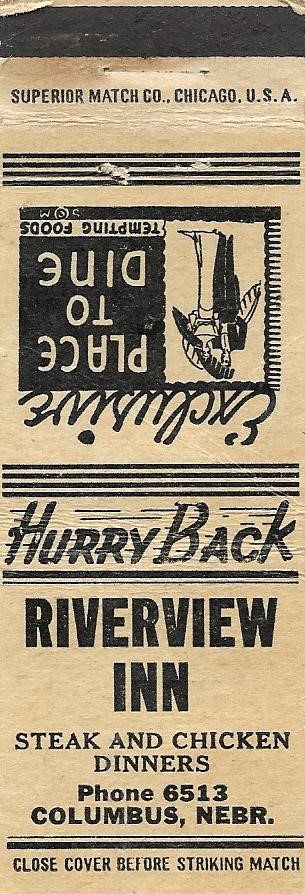 SUPERIOR MATCH CO., CHICAGO, U.S.A.
Exclusive
PLACE
TO
DINE
TEMPTING FOODS
HURRY BACK
RIVERVIEW
INN
STEAK AND CHICKEN
DINNERS
Phone 6513
COLUMBUS, NEBR.
CLOSE COVER BEFORE STRIKING MATCH